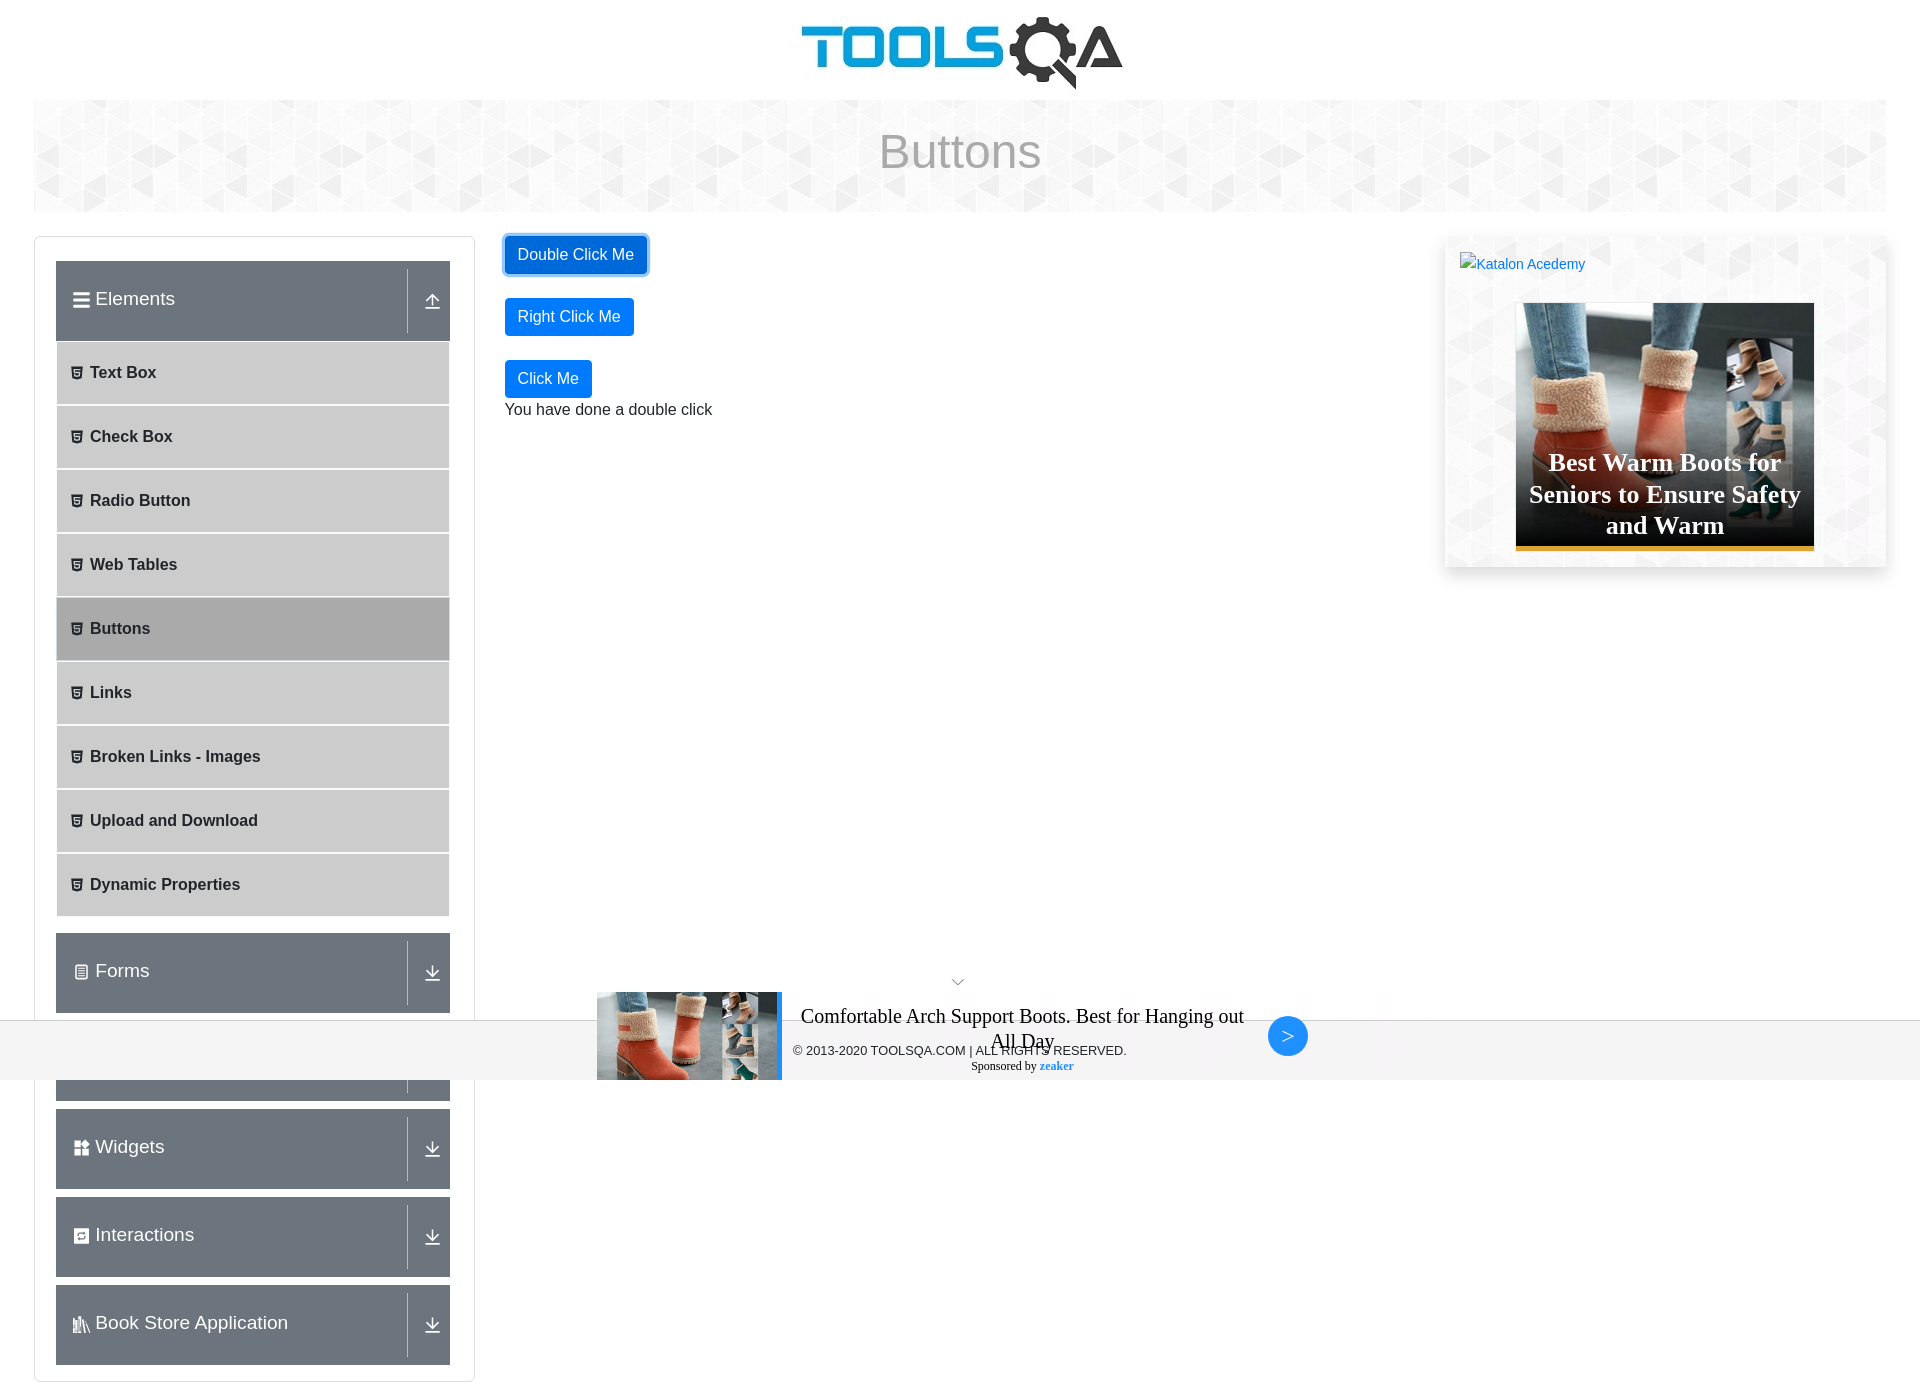 TOOLSQA
Buttons
Elements
Text Box
Check Box
Radio Button
Web Tables
Buttons
Links
Broken Links - Images
Upload and Download
Dynamic Properties
Forms
Widgets
Interactions
Book Store Application
Double Click Me
Right Click Me
Click Me
You have done a double click
Katalon Acedemy
Best Warm Boots for
Seniors to Ensure Safety
and Warm
Comfortable Arch Support Boots. Best for Hanging out
All Day
>
© 2013-2020 TOOLSQA.COM | ALL RIGHTS RESERVED.
Sponsored by zeaker